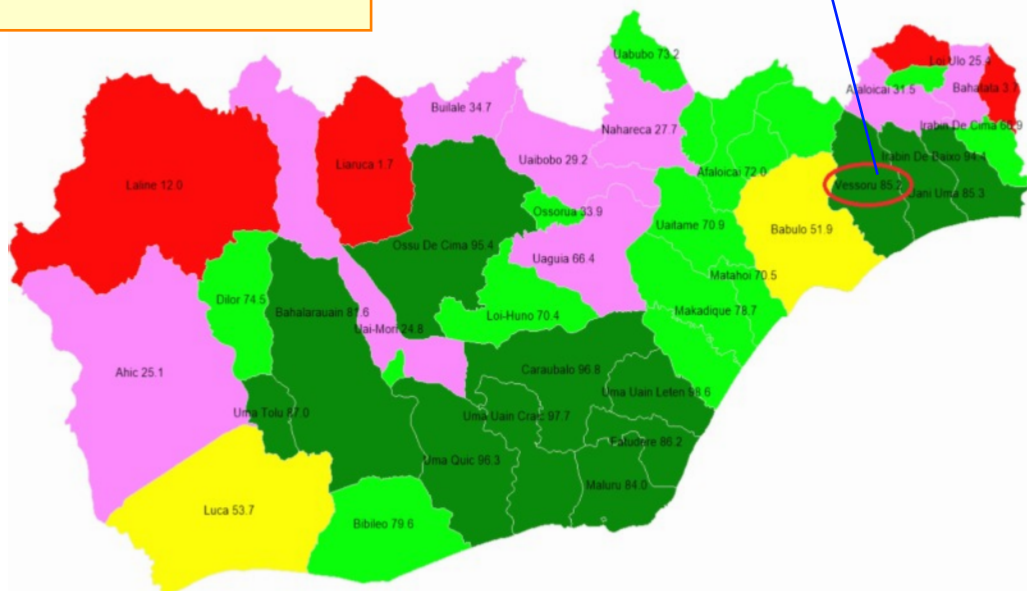 Uabubo 73.2
Loi Ulo 25.4
Afaloicai 31.5
Bahatata 3.7
Builale 34.7
Nahareca 27.7
Irabin De Cima 60.9
Liaruca 1.7
Uaibobo 29.2
Irabin De Baixo 94.4
Laline 12.0
Afaloicai 72.0
Vessoru 85.2
Jani Uma 85.3
Ossorua 33.9
Uaitame 70.9
Babulo 51.9
Ossu De Cima 95.4
Uaguia 66.4
Matahoi 70.5
Dilor 74.5
Bahalarauain 81.6
Makadique 78.7
Loi-Huno 70.4
Uai-Mori 24.8
Ahic 25.1
Caraubalo 96.8
Uma Uain Leten 98.6
Uma Tolu 87.0
Uma Uain Craic 97.7
Fatudere 86.2
Uma Quic 96.3
Maluru 84.0
Luca 53.7
Bibileo 79.6